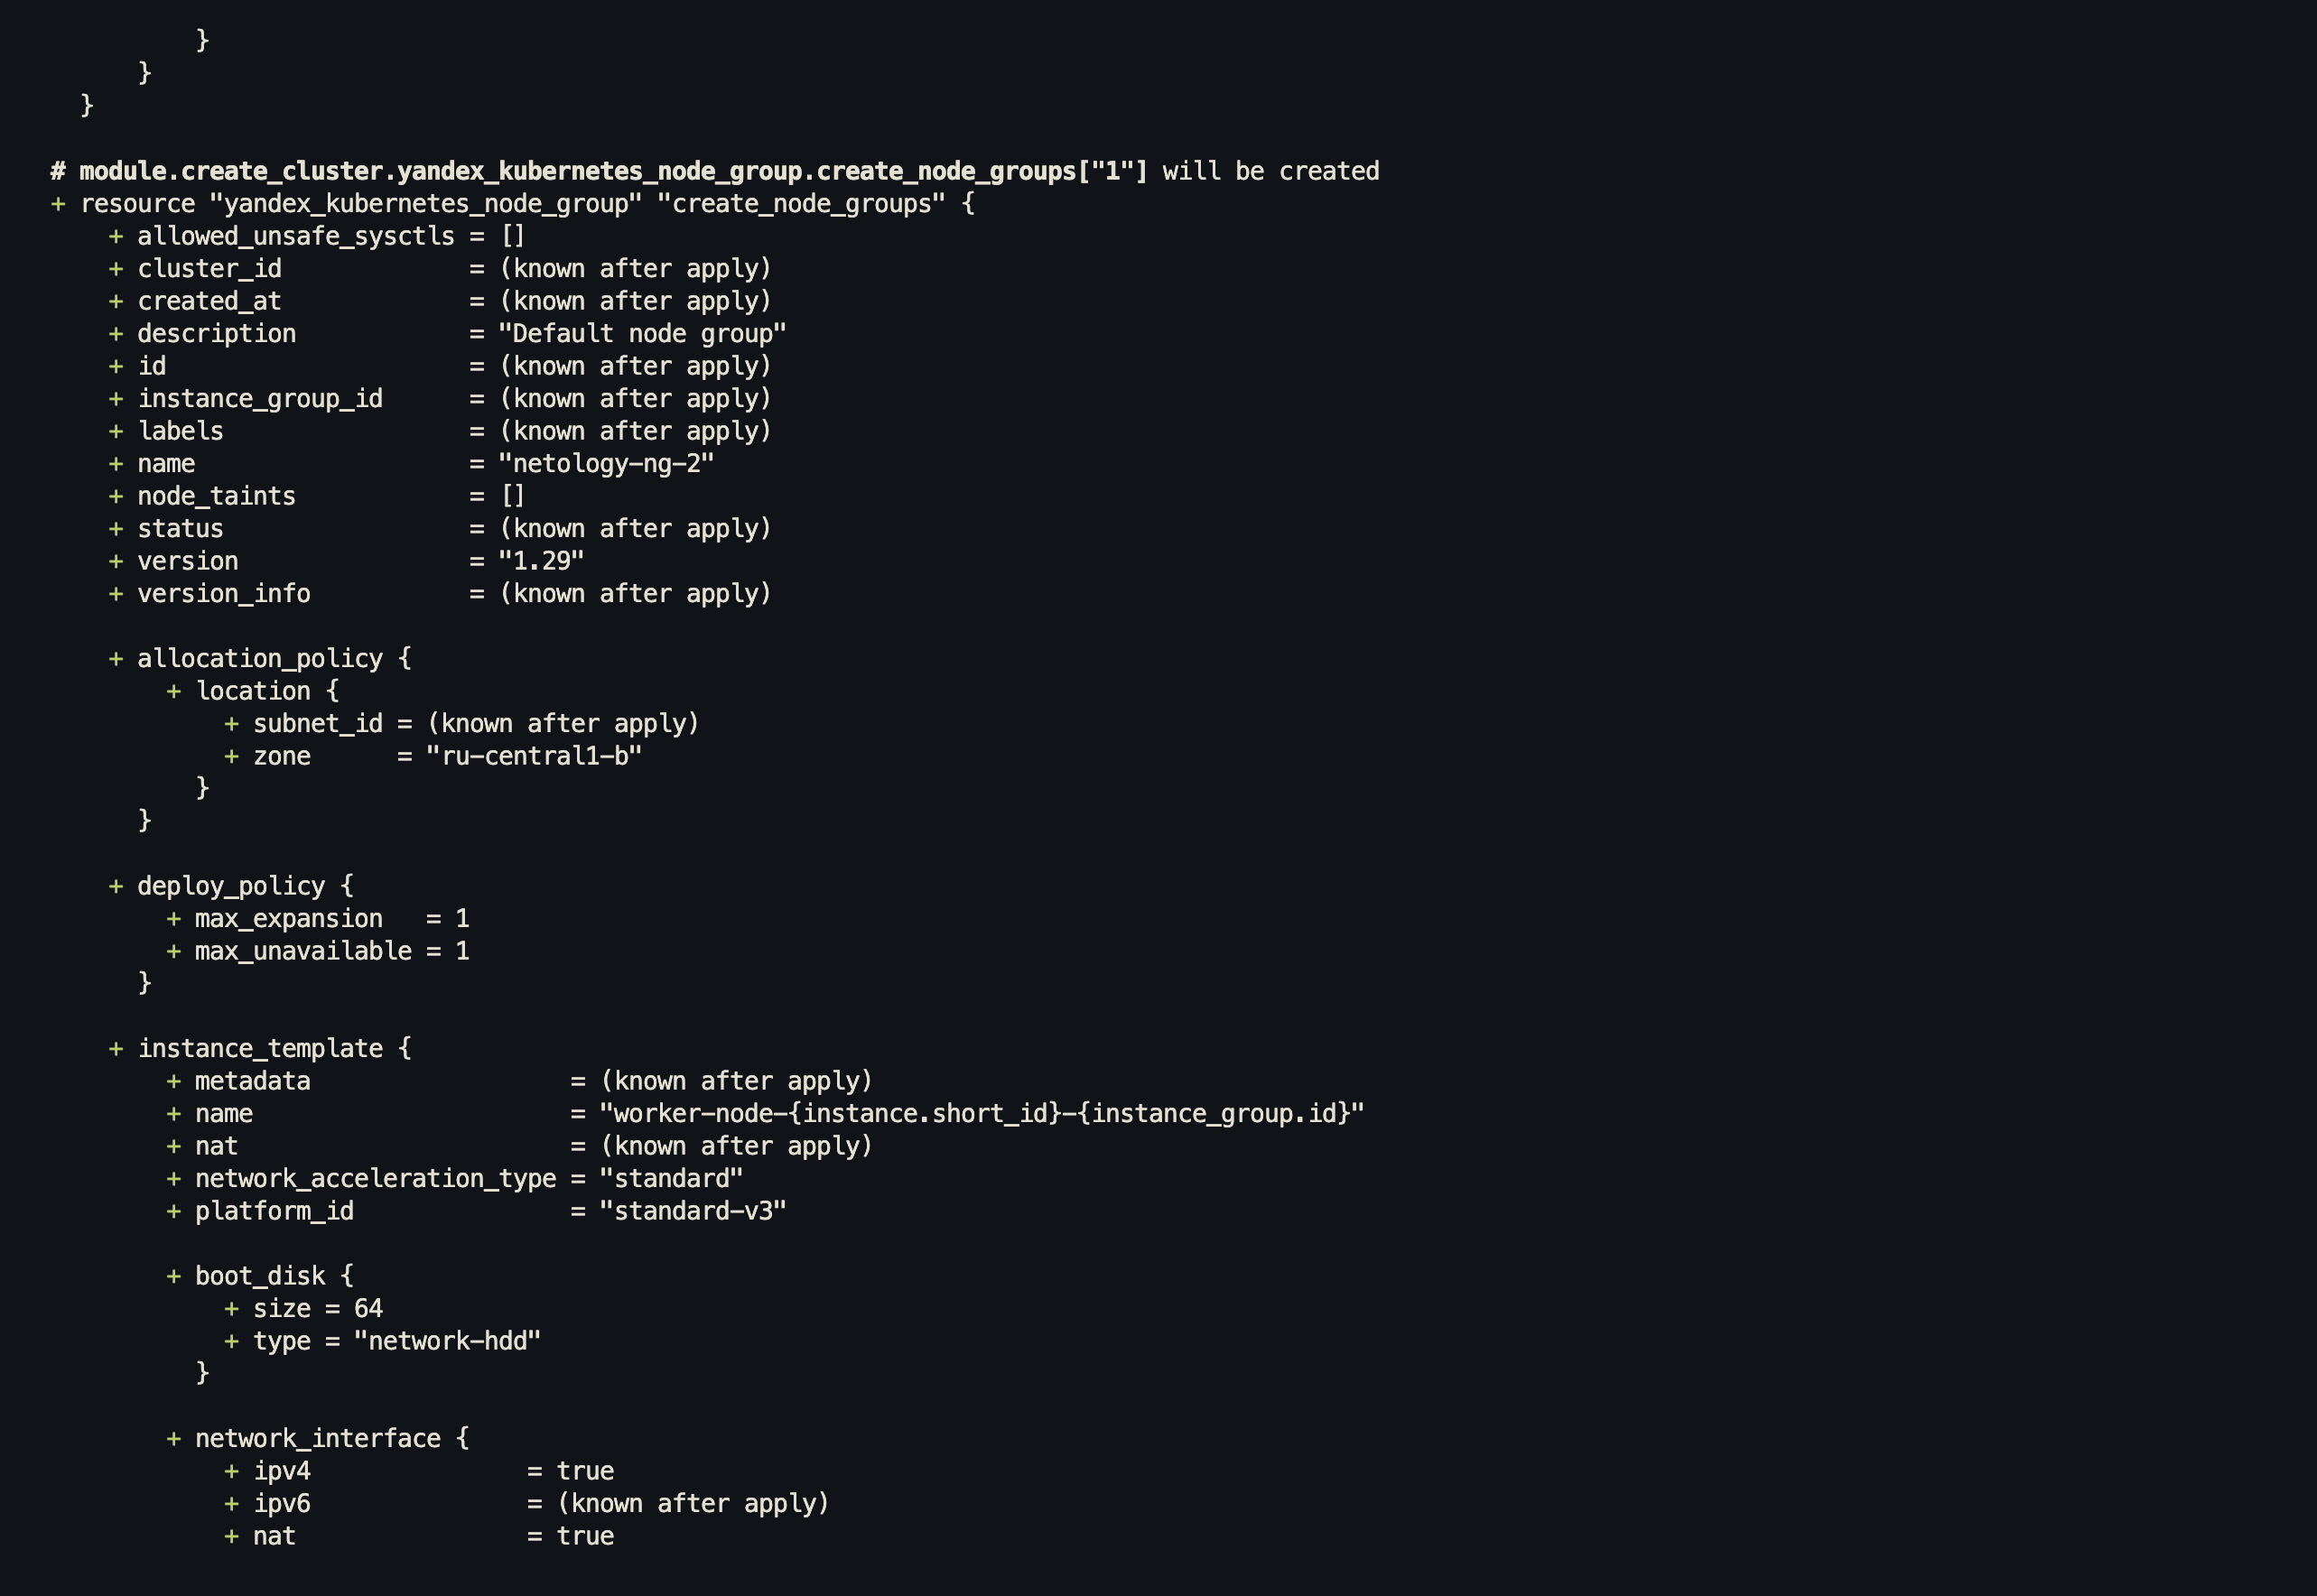 }
      }
  }

# module.create_cluster.yandex_kubernetes_node_group.create_node_groups["1"] will be created
+ resource "yandex_kubernetes_node_group" "create_node_groups" {
    + allowed_unsafe_sysctls = []
    + cluster_id             = (known after apply)
    + created_at             = (known after apply)
    + description            = "Default node group"
    + id                     = (known after apply)
    + instance_group_id      = (known after apply)
    + labels                 = (known after apply)
    + name                   = "netology-ng-2"
    + node_taints            = []
    + status                 = (known after apply)
    + version                = "1.29"
    + version_info           = (known after apply)

    + allocation_policy {
        + location {
            + subnet_id = (known after apply)
            + zone      = "ru-central1-b"
          }
      }

    + deploy_policy {
        + max_expansion   = 1
        + max_unavailable = 1
      }

    + instance_template {
        + metadata                  = (known after apply)
        + name                      = "worker-node-{instance.short_id}-{instance_group.id}"
        + nat                       = (known after apply)
        + network_acceleration_type = "standard"
        + platform_id               = "standard-v3"

        + boot_disk {
            + size = 64
            + type = "network-hdd"
          }

        + network_interface {
            + ipv4               = true
            + ipv6               = (known after apply)
            + nat                = true